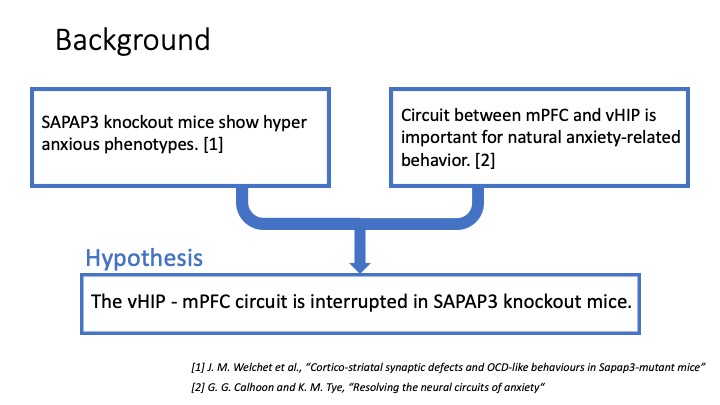 Background
SAPAP3 knockout mice show hyper
anxious phenotypes. [1]
Circuit between mPFC and vHIP is
important for natural anxiety-related
behavior. [2]
Hypothesis
The vHIP - mPFC circuit is interrupted in SAPAP3 knockout mice.
[1] J. M. Welchet et al., “Cortico-striatal synaptic defects and OCD-like behaviours in Sapap3-mutant mice”
[2] G. G. Calhoon and K. M. Tye, “Resolving the neural circuits of anxiety“